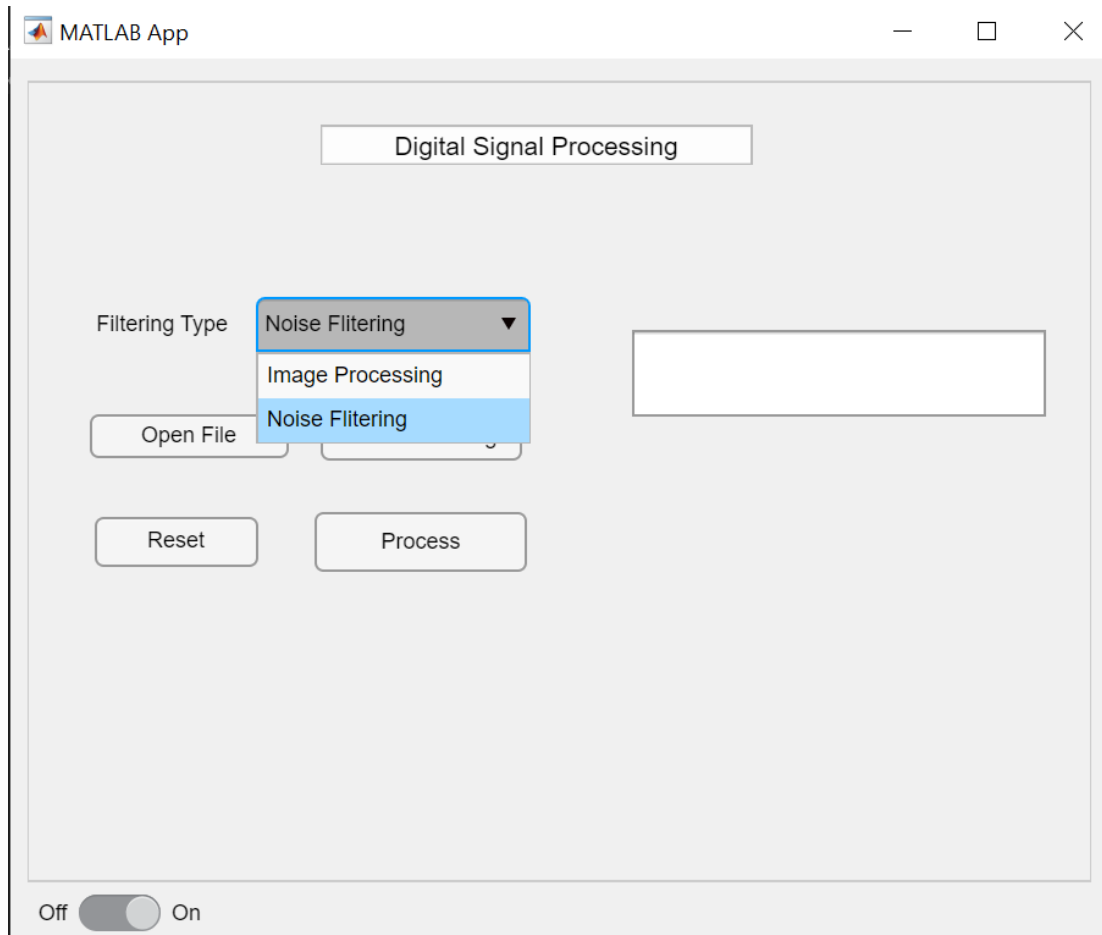 MATLAB App
Digital Signal Processing
Filtering Type
Noise Flitering
Image Processing
Noise Flitering
Open File
Reset
Process
Off
On